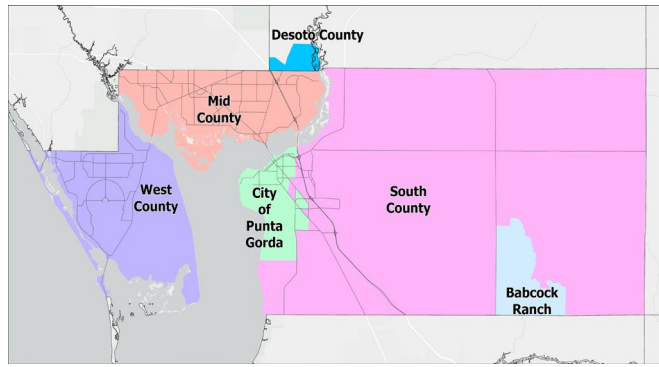 Desoto County
Mid
County
West
County
City
of
Punta
Gorda
South
County
Babcock
Ranch